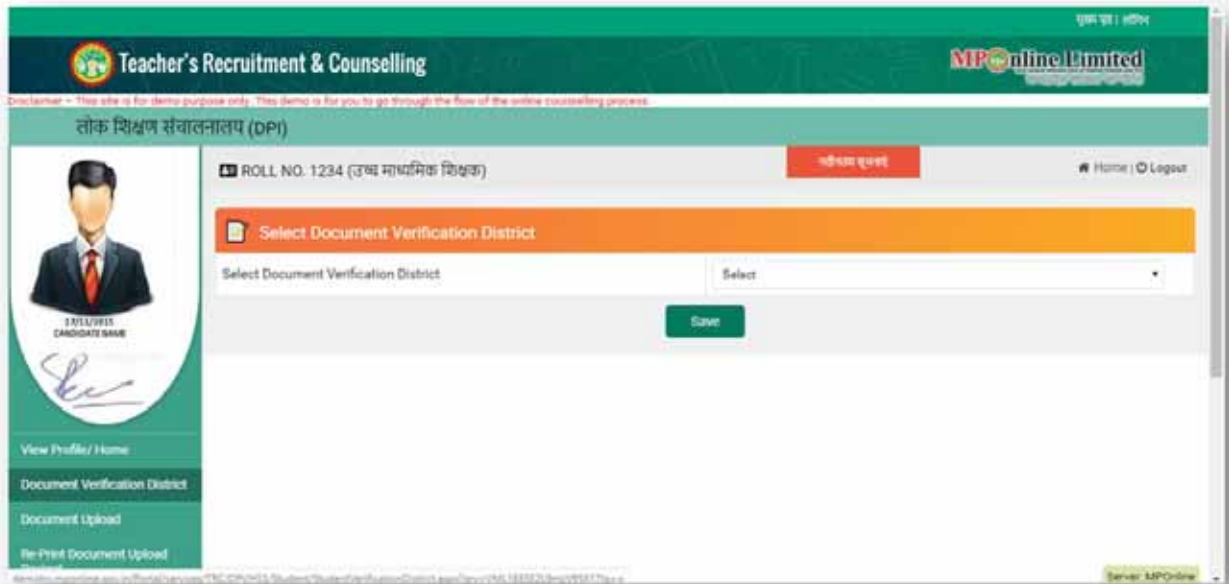 मुख्य पृष्ठ | लॉगिन
Teacher's Recruitment & Counselling
MPOnline Limited
Disclaimer - This site is for demo purpose only. This demo is for you to go through the flow of the online counselling process.
लोक शिक्षण संचालनालय (DPI)
ROLL NO. 1234 (उच्च माध्यमिक शिक्षक)
नवीनतम सूचनाएं
Home | Logout
Select Document Verification District
Select Document Verification District
Select
Save
CANDIDATE NAME
View Profile/ Home
Document Verification District
Document Upload
Re-Print Document Upload
Server: MPOnline